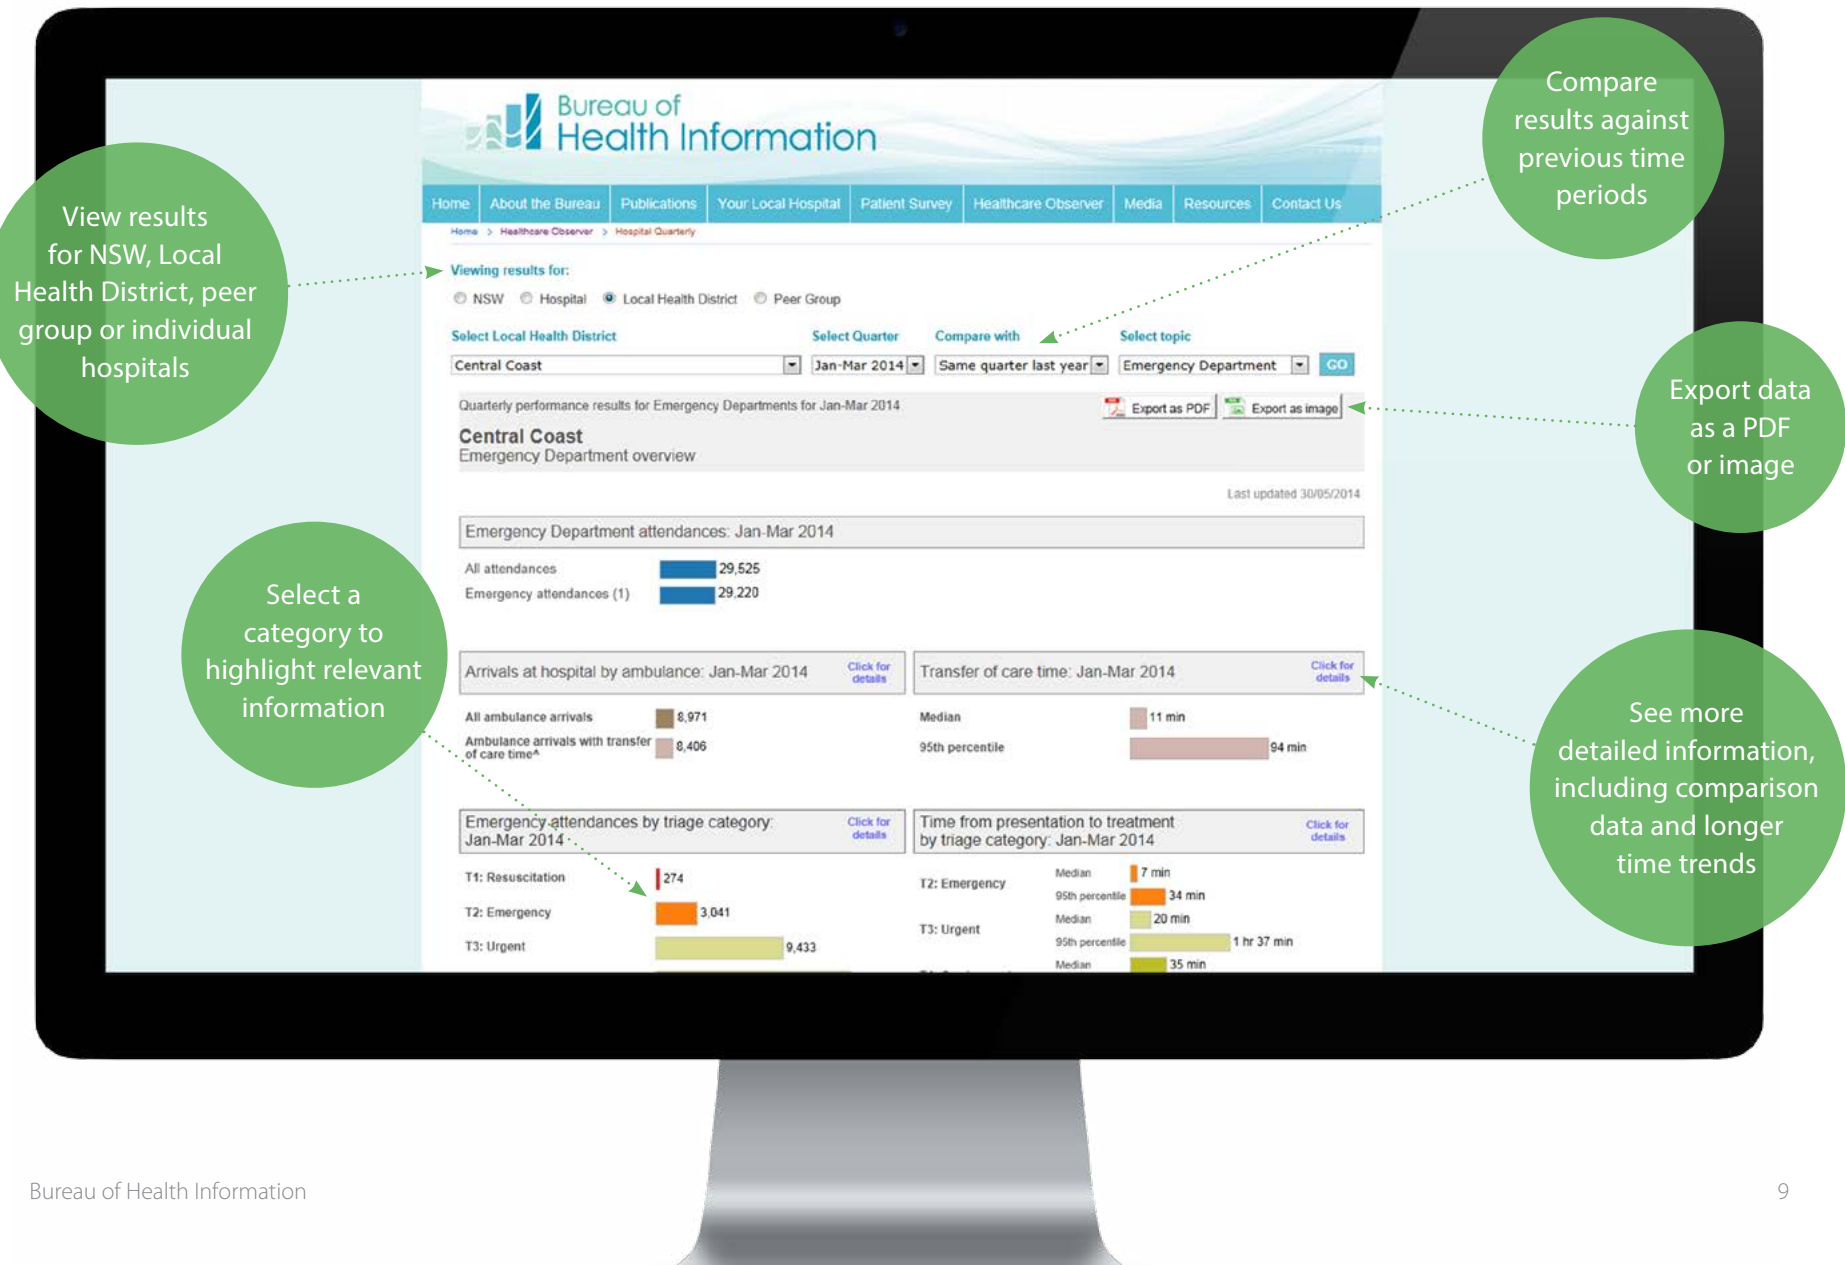 Bureau of
Health Information
Home About the Bureau Publications Your Local Hospital Patient Survey Healthcare Observer Media Resources Contact Us
Home > Healthcare Observer > Hospital Quarterly
Viewing results for:
NSW Hospital Local Health District Peer Group
Select Local Health District Select Quarter Compare with Select topic
Central Coast Jan-Mar 2014 Same quarter last year Emergency Department GO
Quarterly performance results for Emergency Departments for Jan-Mar 2014 Export as PDF Export as image
Central Coast
Emergency Department overview
Last updated 30/05/2014
Emergency Department attendances: Jan-Mar 2014
All attendances 29,525
Emergency attendances (1) 29,220
Arrivals at hospital by ambulance: Jan-Mar 2014 Click for
details
All ambulance arrivals 8,971
Ambulance arrivals with transfer
of care time^ 8,406
Transfer of care time: Jan-Mar 2014 Click for
details
Median 11 min
95th percentile 94 min
Emergency attendances by triage category:
Jan-Mar 2014 Click for
details
T1: Resuscitation 274
T2: Emergency 3,041
T3: Urgent 9,433
Time from presentation to treatment
by triage category: Jan-Mar 2014 Click for
details
T2: Emergency Median 7 min
95th percentile 34 min
T3: Urgent Median 20 min
95th percentile 1 hr 37 min
Median 35 min
View results
for NSW, Local
Health District, peer
group or individual
hospitals
Select a
category to
highlight relevant
information
Compare
results against
previous time
periods
Export data
as a PDF
or image
See more
detailed information,
including comparison
data and longer
time trends
Bureau of Health Information 9